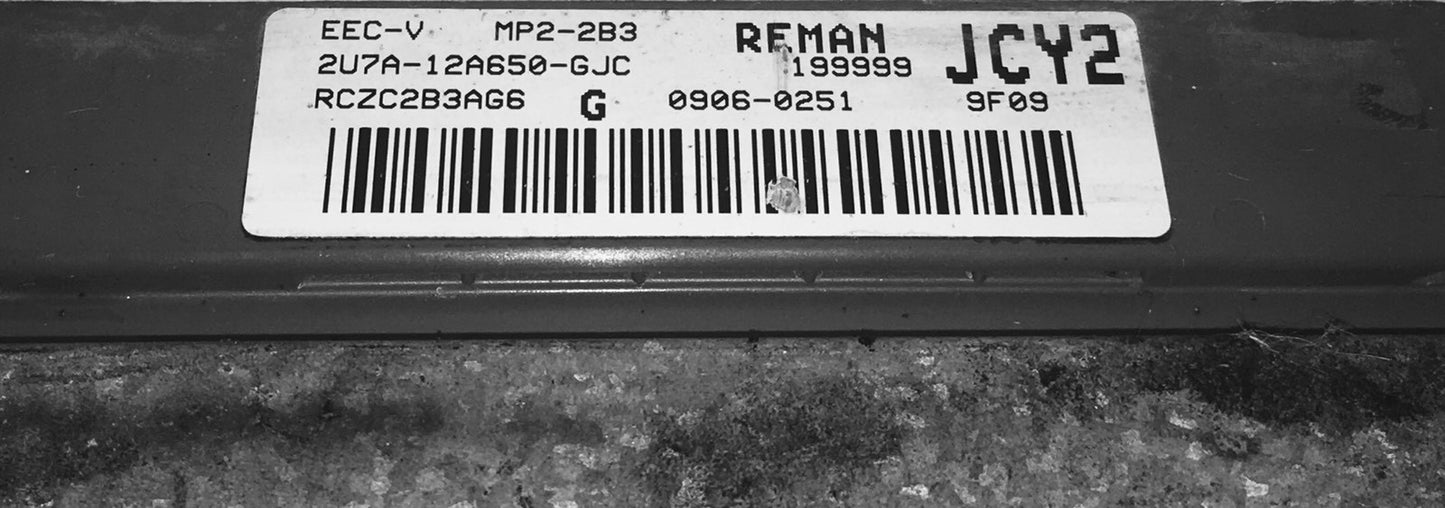 EEC-V MP2-2B3 REMAN JCY2
2U7A-12A650-GJC 199999
RCZC2B3AG6 G 0906-0251 9F09